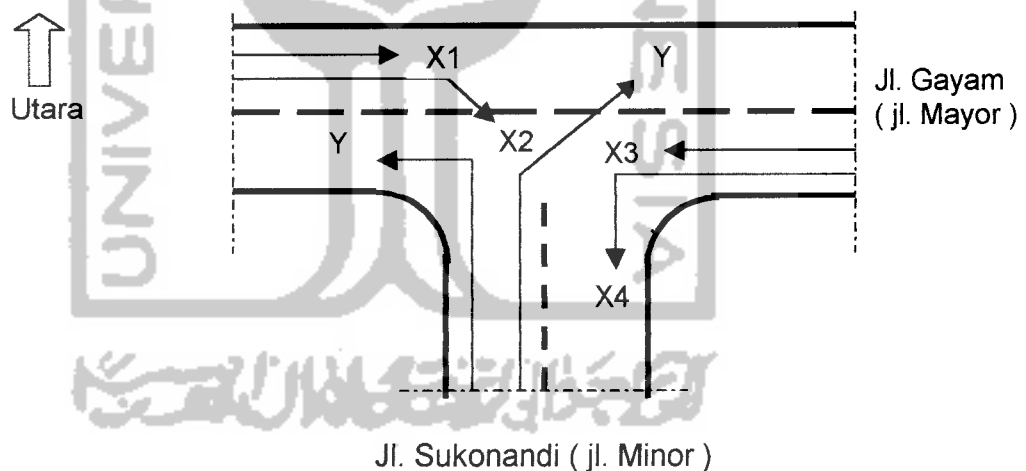 X1
Y
Utara
Jl. Gayam
( jl. Mayor )
Y
X2
X3
X4
Jl. Sukonandi ( jl. Minor )